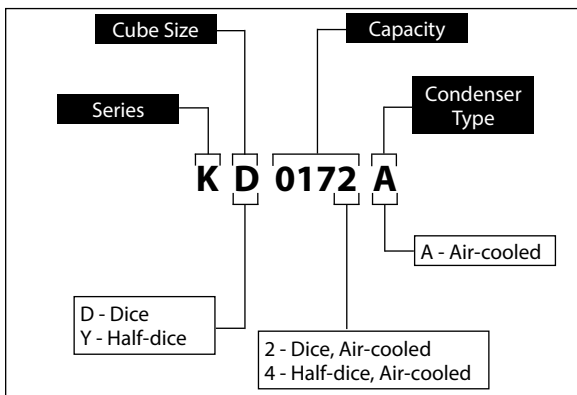 Cube Size
Capacity
Series
Condenser
Type
K D 0172 A
A - Air-cooled
D - Dice
Y - Half-dice
2 - Dice, Air-cooled
4 - Half-dice, Air-cooled